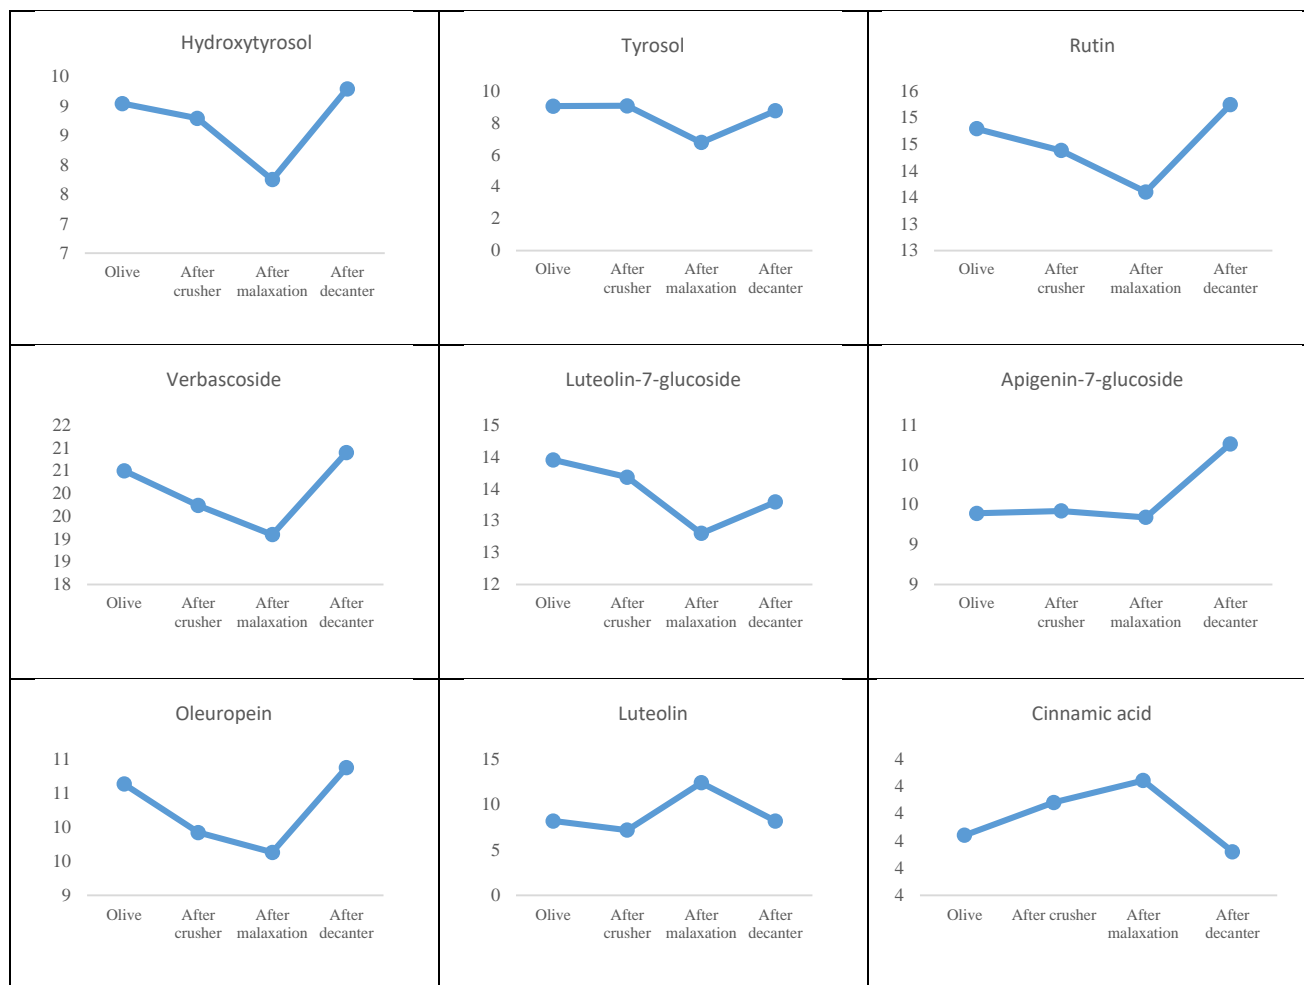 Hydroxytyrosol
10
9
9
8
8
7
7
Olive
After
crusher
After
malaxation
After
decanter
Tyrosol
10
8
6
4
2
0
Olive
After
crusher
After
malaxation
After
decanter
Rutin
16
15
15
14
14
13
13
Olive
After
crusher
After
malaxation
After
decanter
Verbascoside
22
21
21
20
20
19
19
18
Olive
After
crusher
After
malaxation
After
decanter
Luteolin-7-glucoside
15
14
14
13
13
12
Olive
After
crusher
After
malaxation
After
decanter
Apigenin-7-glucoside
11
10
10
9
9
Olive
After
crusher
After
malaxation
After
decanter
Oleuropein
11
11
10
10
9
Olive
After
crusher
After
malaxation
After
decanter
Luteolin
15
10
5
0
Olive
After
crusher
After
malaxation
After
decanter
Cinnamic acid
4
4
4
4
4
4
Olive
After crusher
After
malaxation
After
decanter